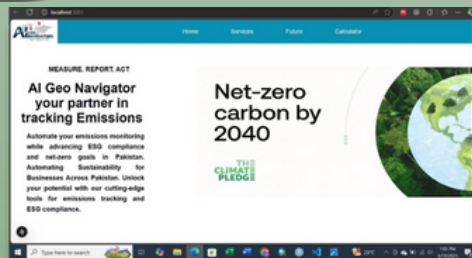 localhost
AI
Home Services Future Calculator
MEASURE. REPORT. ACT
AI Geo Navigator
your partner in
tracking Emissions
Automate your emissions monitoring
while advancing ESG compliance
and net-zero goals in Pakistan.
Automating Sustainability for
Businesses Across Pakistan. Unlock
your potential with our cutting-edge
tools for emissions tracking and
ESG compliance.
Net-zero
carbon by
2040
THE
CLIMATE
PLEDGE
Type here to search